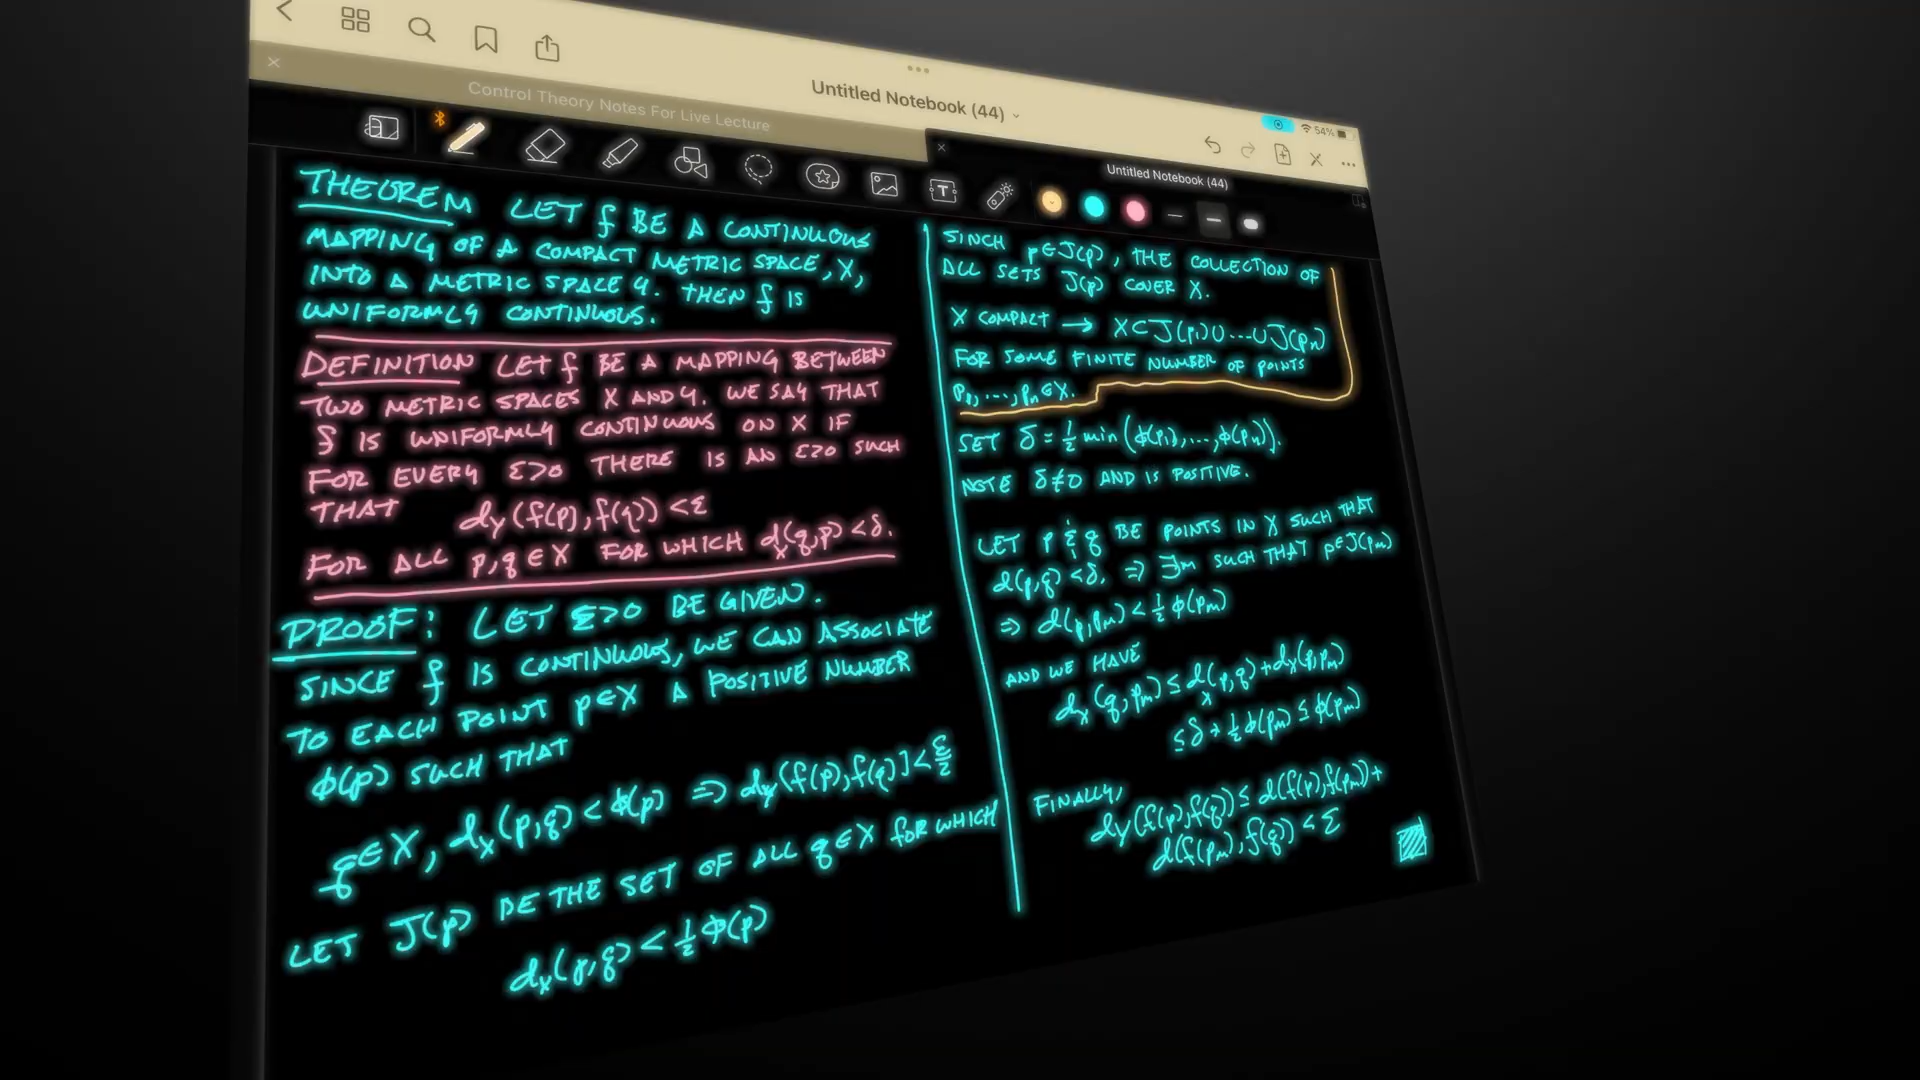 Untitled Notebook (44)
54%
Control Theory Notes For Live Lecture
Untitled Notebook (44)
THEOREM LET f BE A CONTINUOUS
MAPPING OF A COMPACT METRIC SPACE, X,
INTO A METRIC SPACE Y. THEN f IS
UNIFORMLY CONTINUOUS.
DEFINITION LET f BE A MAPPING BETWEEN
TWO METRIC SPACES X AND Y. WE SAY THAT
f IS UNIFORMLY CONTINUOUS ON X IF
FOR EVERY ε>0 THERE IS AN ε>0 SUCH
THAT dy(f(p), f(q)) < ε
FOR ALL p,q ∈ X FOR WHICH dx(q,p) < δ.
PROOF: LET ε>0 BE GIVEN.
SINCE f IS CONTINUOUS, WE CAN ASSOCIATE
TO EACH POINT p∈X A POSITIVE NUMBER
ϕ(p) SUCH THAT
q∈X, dx(p,q) < ϕ(p) ⇒ dy(f(p), f(q)] < ε/2
LET J(p) BE THE SET OF ALL q∈X for WHICH
dx(p,q) < 1/2 ϕ(p)
SINCH p∈J(p), THE COLLECTION OF
ALL SETS J(p) COVER X.
X COMPACT → X⊂J(p1)∪...∪J(pn)
FOR SOME FINITE NUMBER OF POINTS
p1,...,pn∈X.
SET δ = 1/2 min(ϕ(p1),...,ϕ(pn)).
NOTE δ≠0 AND IS POSITIVE.
LET p & q BE POINTS IN X SUCH THAT
d(p,q) < δ. ⇒ ∃m SUCH THAT p∈J(pm)
⇒ d(p,pm) < 1/2 ϕ(pm)
AND WE HAVE
dx(q,pm) ≤ dx(p,q) + dx(p,pm)
≤ δ + 1/2 ϕ(pm) ≤ ϕ(pm)
FINALLY,
dy(f(p), f(q)) ≤ d(f(p), f(pm)) +
d(f(pm), f(q)) < ε